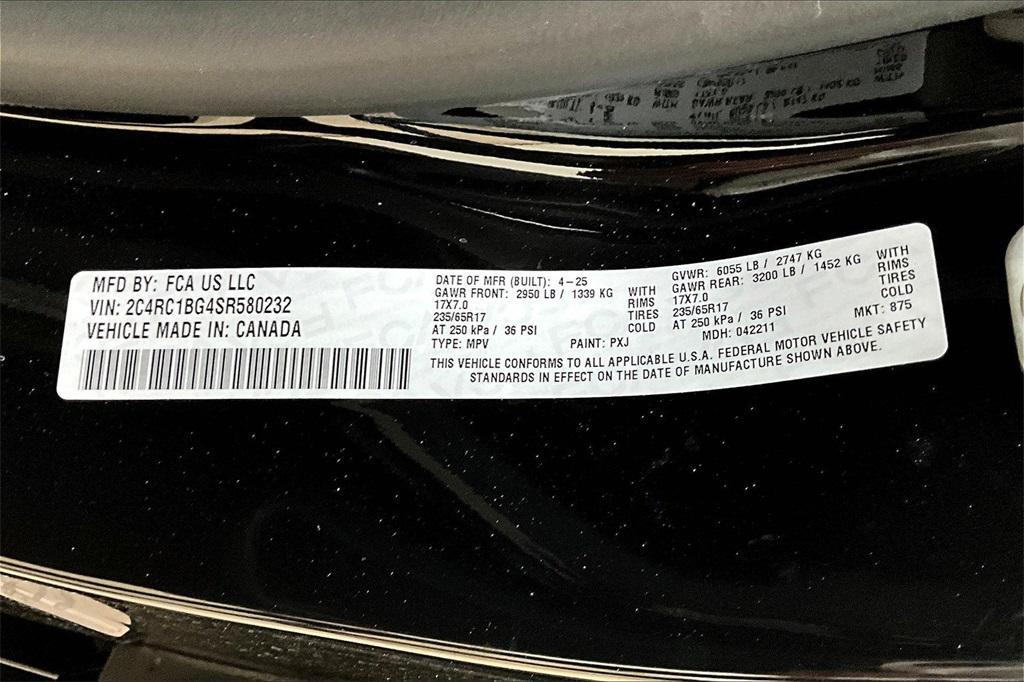 MFD BY: FCA US LLC
VIN: 2C4RC1BG4SR580232
VEHICLE MADE IN: CANADA
DATE OF MFR (BUILT): 4-25
GAWR FRONT: 2950 LB / 1339 KG WITH
17X7.0 RIMS
235/65R17 TIRES
AT 250 kPa / 36 PSI COLD
TYPE: MPV PAINT: PXJ
GVWR: 6055 LB / 2747 KG
GAWR REAR: 3200 LB / 1452 KG WITH
17X7.0 RIMS
235/65R17 TIRES
AT 250 kPa / 36 PSI COLD
MDH: 042211 MKT: 875
THIS VEHICLE CONFORMS TO ALL APPLICABLE U.S.A. FEDERAL MOTOR VEHICLE SAFETY
STANDARDS IN EFFECT ON THE DATE OF MANUFACTURE SHOWN ABOVE.